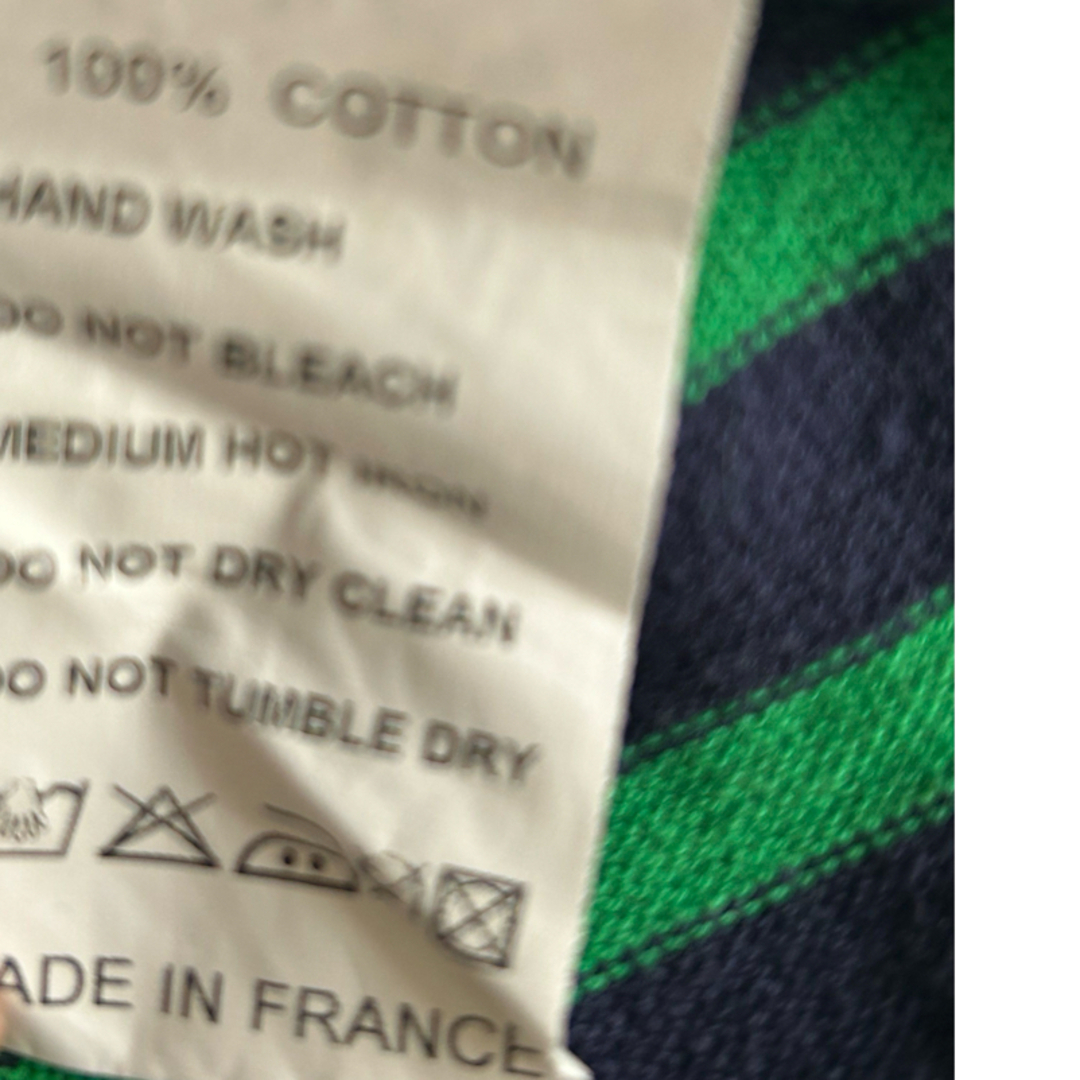 100% COTTON
HAND WASH
DO NOT BLEACH
MEDIUM HOT
DO NOT DRY CLEAN
DO NOT TUMBLE DRY
ADE IN FRANCE